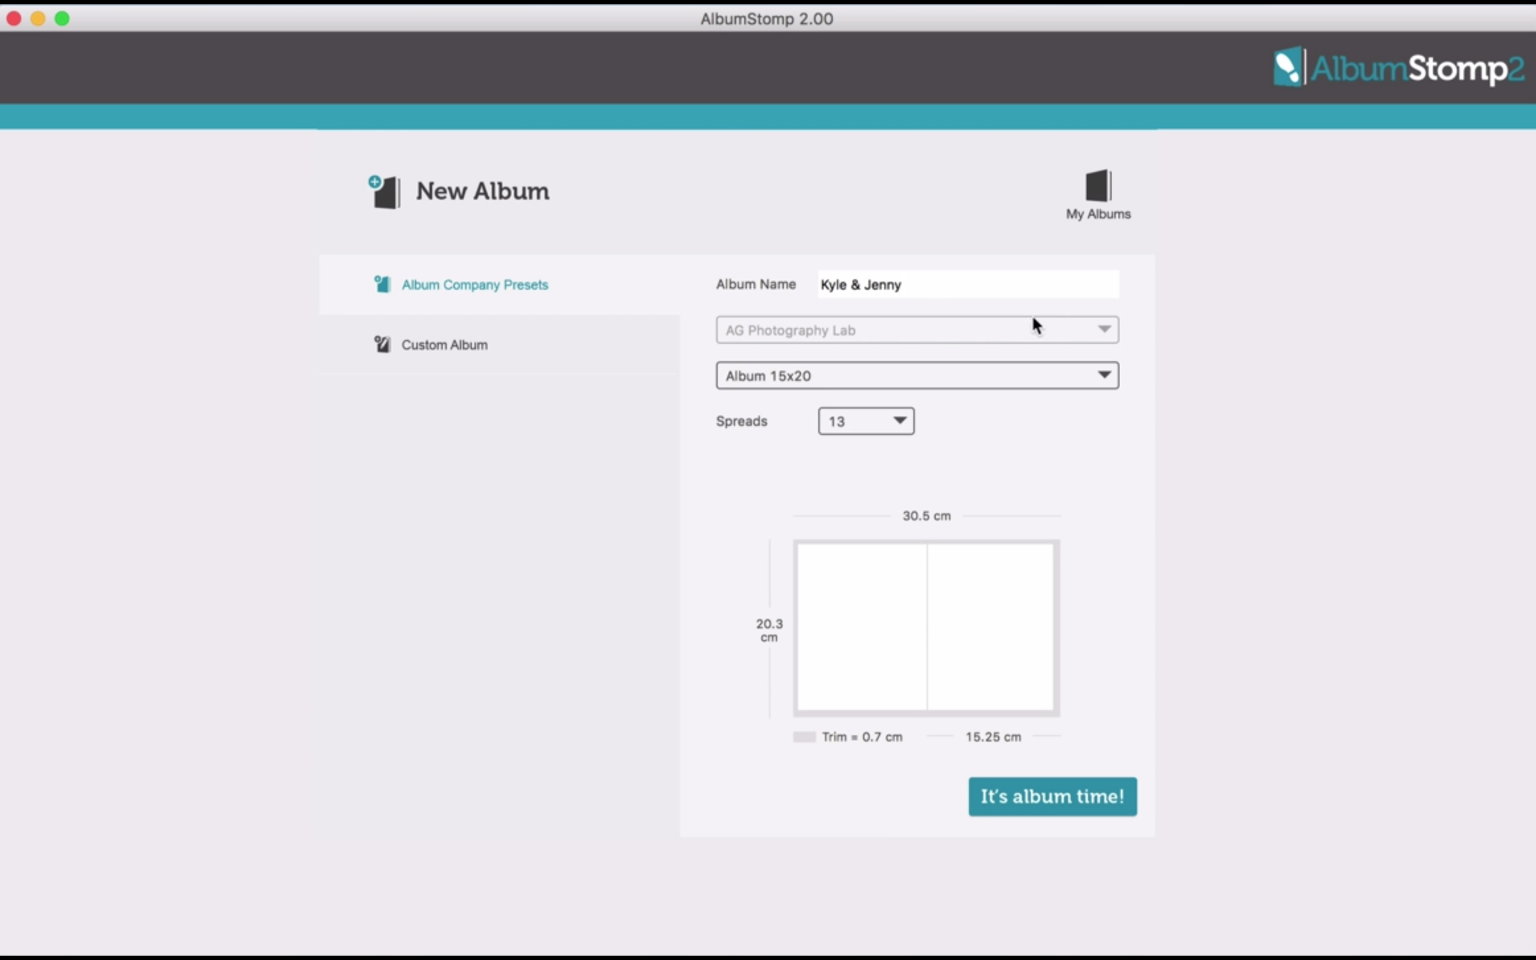 AlbumStomp 2.00
AlbumStomp2
New Album
My Albums
Album Company Presets
Custom Album
Album Name Kyle & Jenny
AG Photography Lab
Album 15x20
Spreads 13
30.5 cm
20.3
cm
Trim = 0.7 cm 15.25 cm
It's album time!